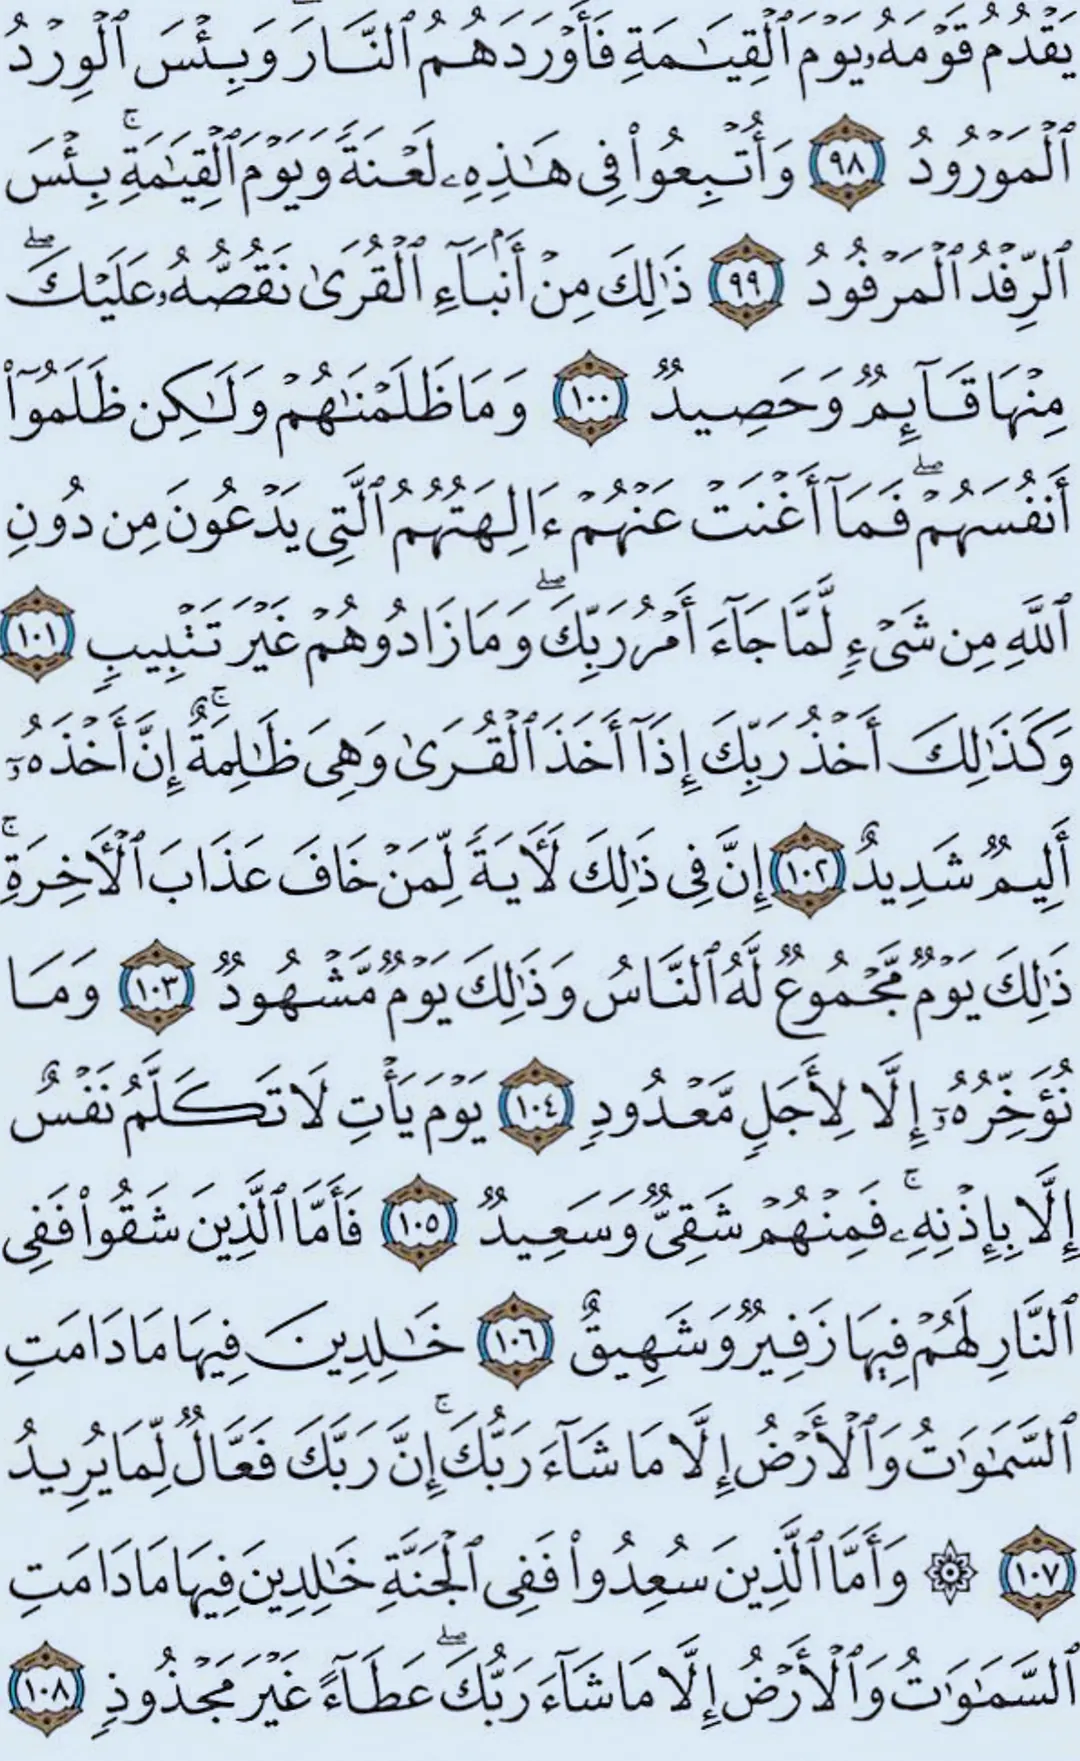 يَقۡدُمُ قَوۡمَهُۥ يَوۡمَ ٱلۡقِيَٰمَةِ فَأَوۡرَدَهُمُ ٱلنَّارَ وَبِئۡسَ ٱلۡوِرۡدُ
ٱلۡمَوۡرُودُ ٩٨ وَأُتۡبِعُواْ فِي هَٰذِهِۦ لَعۡنَةٗ وَيَوۡمَ ٱلۡقِيَٰمَةِۚ بِئۡسَ
ٱلرِّفۡدُ ٱلۡمَرۡفُودُ ٩٩ ذَٰلِكَ مِنۡ أَنۢبَآءِ ٱلۡقُرَىٰ نَقُصُّهُۥ عَلَيۡكَۖ
مِنۡهَا قَآئِمٞ وَحَصِيدٞ ١٠٠ وَمَا ظَلَمۡنَٰهُمۡ وَلَٰكِن ظَلَمُوٓاْ
أَنفُسَهُمۡۖ فَمَآ أَغۡنَتۡ عَنۡهُمۡ ءَالِهَتُهُمُ ٱلَّتِي يَدۡعُونَ مِن دُونِ
ٱللَّهِ مِن شَيۡءٖ لَّمَّا جَآءَ أَمۡرُ رَبِّكَۖ وَمَا زَادُوهُمۡ غَيۡرَ تَتۡبِيبٖ ١٠١
وَكَذَٰلِكَ أَخۡذُ رَبِّكَ إِذَآ أَخَذَ ٱلۡقُرَىٰ وَهِيَ ظَٰلِمَةٌۚ إِنَّ أَخۡذَهُۥٓ
أَلِيمٞ شَدِيدٌ ١٠٢ إِنَّ فِي ذَٰلِكَ لَأٓيَةٗ لِّمَنۡ خَافَ عَذَابَ ٱلۡأٓخِرَةِۚ
ذَٰلِكَ يَوۡمٞ مَّجۡمُوعٞ لَّهُ ٱلنَّاسُ وَذَٰلِكَ يَوۡمٞ مَّشۡهُودٞ ١٠٣ وَمَا
نُؤَخِّرُهُۥٓ إِلَّا لِأَجَلٖ مَّعۡدُودٖ ١٠٤ يَوۡمَ يَأۡتِ لَا تَكَلَّمُ نَفۡسٌ
إِلَّا بِإِذۡنِهِۦۚ فَمِنۡهُمۡ شَقِيّٞ وَسَعِيدٞ ١٠٥ فَأَمَّا ٱلَّذِينَ شَقُواْ فَفِي
ٱلنَّارِ لَهُمۡ فِيهَا زَفِيرٞ وَشَهِيقٌ ١٠٦ خَٰلِدِينَ فِيهَا مَا دَامَتِ
ٱلسَّمَٰوَٰتُ وَٱلۡأَرۡضُ إِلَّا مَا شَآءَ رَبُّكَۚ إِنَّ رَبَّكَ فَعَّالٞ لِّمَا يُرِيدُ
١٠٧ ۞ وَأَمَّا ٱلَّذِينَ سُعِدُواْ فَفِي ٱلۡجَنَّةِ خَٰلِدِينَ فِيهَا مَا دَامَتِ
ٱلسَّمَٰوَٰتُ وَٱلۡأَرۡضُ إِلَّا مَا شَآءَ رَبُّكَۖ عَطَآءً غَيۡرَ مَجۡذُوذٖ ١٠٨